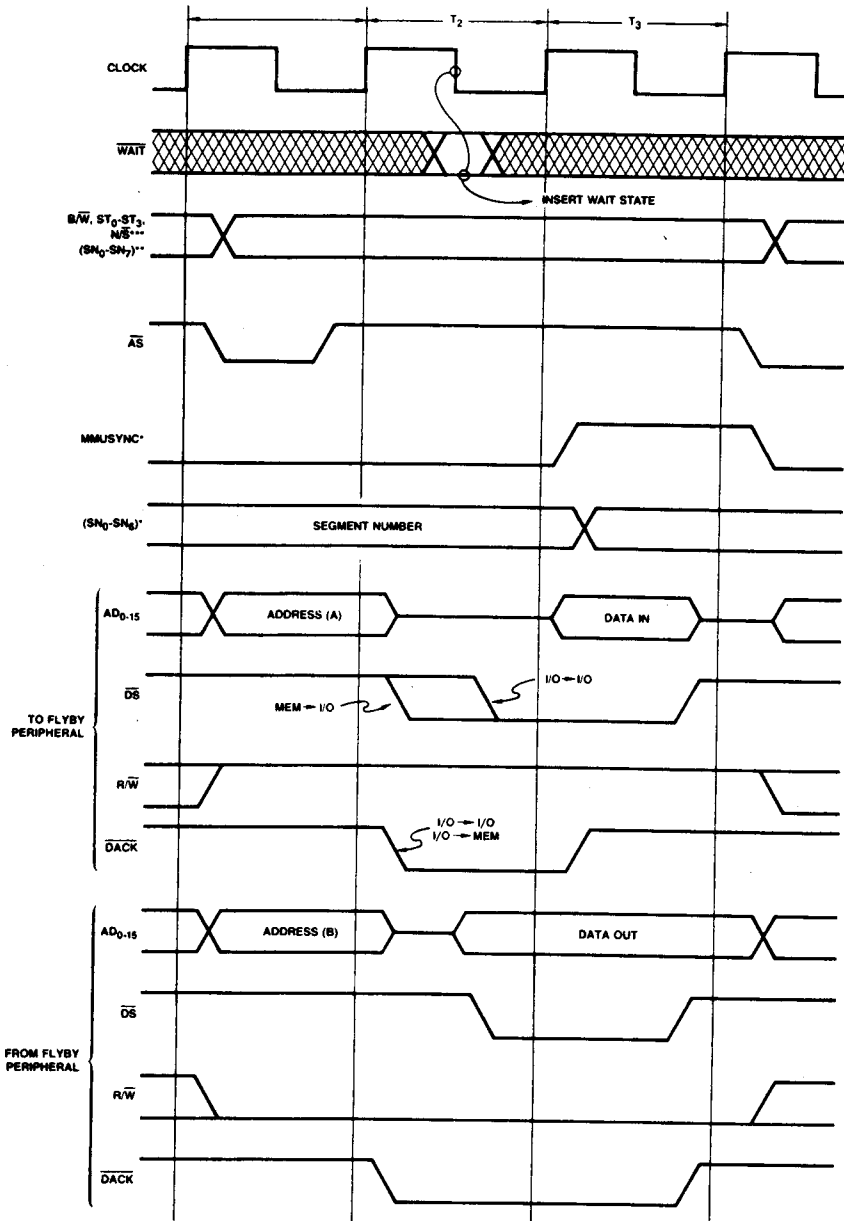 T2 T3
CLOCK
WAIT
INSERT WAIT STATE
B/W, ST0-ST3,
N/S***
(SN0-SN7)**
AS
MMUSYNC*
(SN0-SN6)*
SEGMENT NUMBER
AD0-15
ADDRESS (A)
DATA IN
DS
MEM → I/O
I/O → I/O
TO FLYBY
PERIPHERAL
R/W
I/O → I/O
I/O → MEM
DACK
AD0-15
ADDRESS (B)
DATA OUT
DS
FROM FLYBY
PERIPHERAL
R/W
DACK